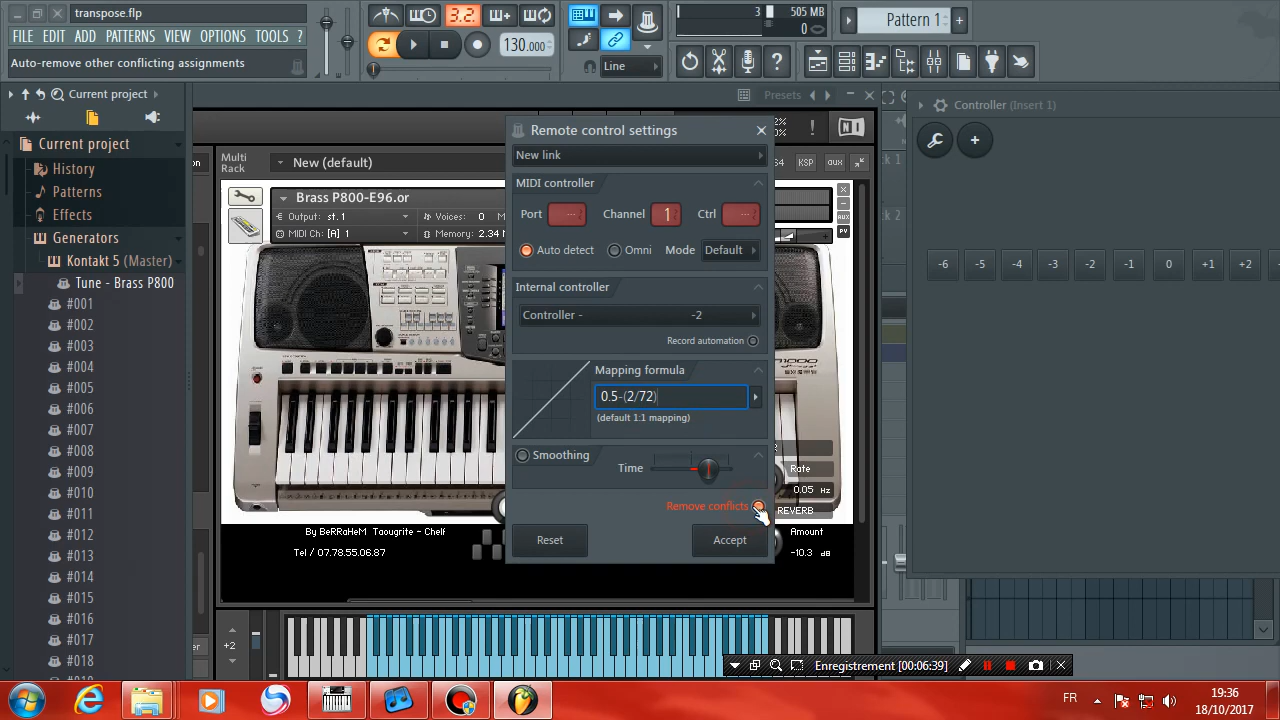 transpose.flp
FILE EDIT ADD PATTERNS VIEW OPTIONS TOOLS ?
Auto-remove other conflicting assignments
3.2.
130.000
Line
3
505 MB
0
Pattern 1
Current project
Current project
History
Patterns
Effects
Generators
Kontakt 5 (Master)
Tune - Brass P800
#001
#002
#003
#004
#005
#006
#007
#008
#009
#010
#011
#012
#013
#014
#015
#016
#017
#018
Presets
Multi
Rack
New (default)
KSP
aux
Brass P800-E96.or
Output: st.1
Voices: 0
MIDI Ch: [A] 1
Memory: 2.34
AUX
PV
Rate
0.05 Hz
REVERB
Amount
-10.3 dB
By BeRRaHeM Taougrite - Chelf
Tel / 07.78.55.06.87
+2
Remote control settings
New link
MIDI controller
Port --- Channel 1 Ctrl ---
Auto detect Omni Mode Default
Internal controller
Controller - -2
Record automation
Mapping formula
0.5-(2/72)
(default 1:1 mapping)
Smoothing
Time
Remove conflicts
Reset
Accept
Controller (Insert 1)
-6 -5 -4 -3 -2 -1 0 +1 +2
Enregistrement [00:06:39]
FR
19:36
18/10/2017